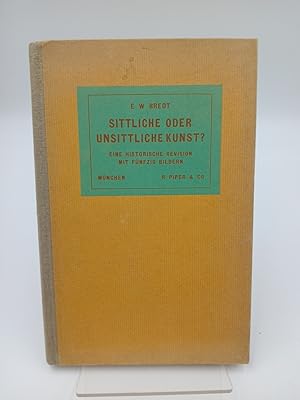 E. W. BREDT
SITTLICHE ODER
UNSITTLICHE KUNST?
EINE HISTORISCHE REVISION
MIT FÜNFZIG BILDERN
MÜNCHEN R. PIPER & CO